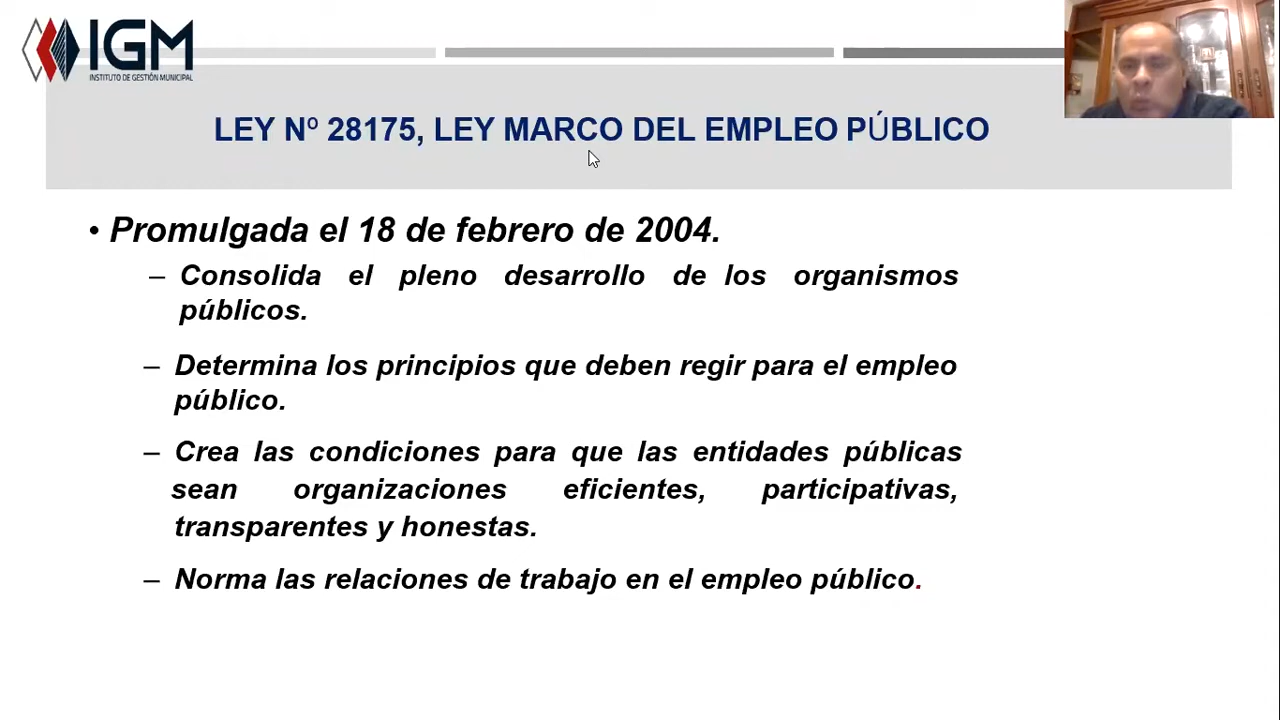 IGM
INSTITUTO DE GESTIÓN MUNICIPAL
LEY Nº 28175, LEY MARCO DEL EMPLEO PÚBLICO
• Promulgada el 18 de febrero de 2004.
– Consolida el pleno desarrollo de los organismos
públicos.
– Determina los principios que deben regir para el empleo
público.
– Crea las condiciones para que las entidades públicas
sean organizaciones eficientes, participativas,
transparentes y honestas.
– Norma las relaciones de trabajo en el empleo público.